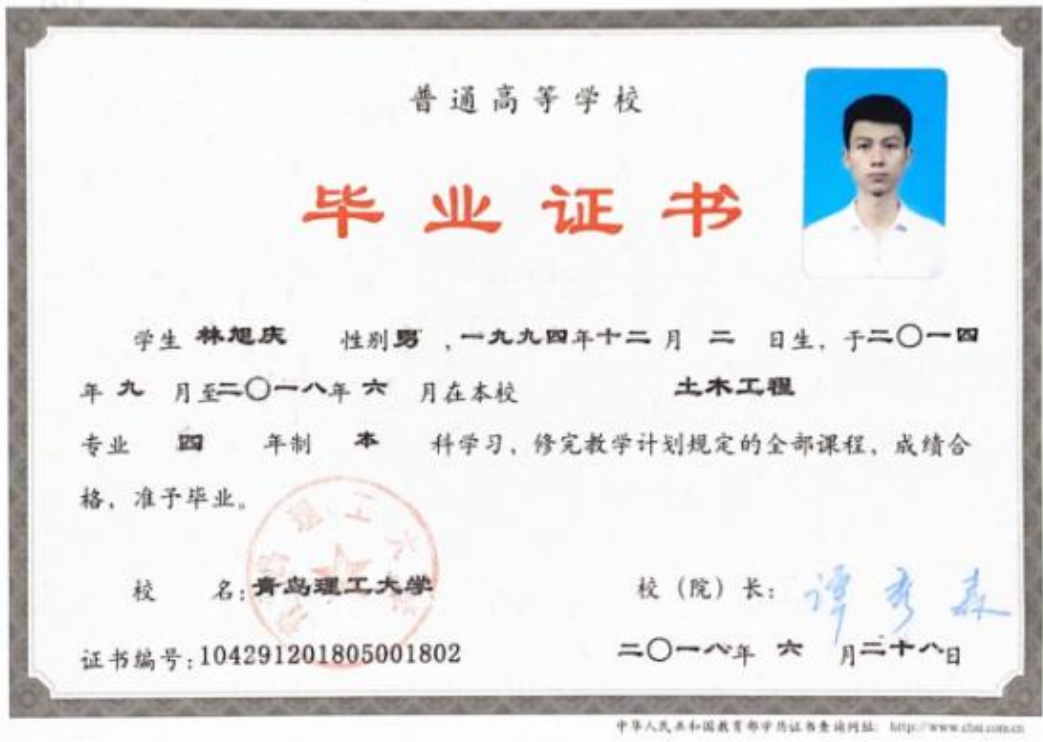 普通高等学校
毕业证书
学生 林旭庆 性别 男 ，一九九四年十二 月 二 日生，于二〇一四
年 九 月至二〇一八年 六 月在本校 土木工程
专业 四 年制 本 科学习，修完教学计划规定的全部课程，成绩合
格，准予毕业。
校 名：青岛理工大学 校（院）长：谭秀森
证书编号：104291201805001802 二〇一八年 六 月二十八日
中华人民共和国教育部学历证书查询网址： http://www.chsi.com.cn